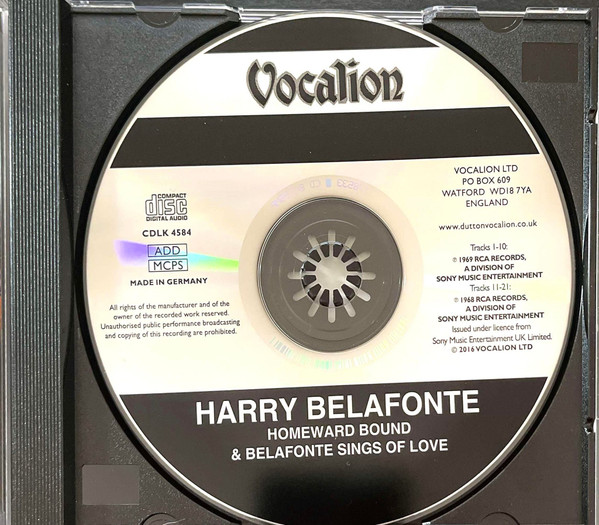 Vocalion
COMPACT
disc
DIGITAL AUDIO
CDLK 4584
ADD
MCPS
MADE IN GERMANY
All rights of the manufacturer and of the
owner of the recorded work reserved.
Unauthorised public performance broadcasting
and copying of this recording are prohibited.
VOCALION LTD
PO BOX 609
WATFORD WD18 7YA
ENGLAND
www.duttonvocalion.co.uk
Tracks 1-10:
℗ 1969 RCA RECORDS,
A DIVISION OF
SONY MUSIC ENTERTAINMENT
Tracks 11-21:
℗ 1968 RCA RECORDS,
A DIVISION OF
SONY MUSIC ENTERTAINMENT
Issued under licence from
Sony Music Entertainment UK Limited.
© 2016 VOCALION LTD
HARRY BELAFONTE
HOMEWARD BOUND
& BELAFONTE SINGS OF LOVE